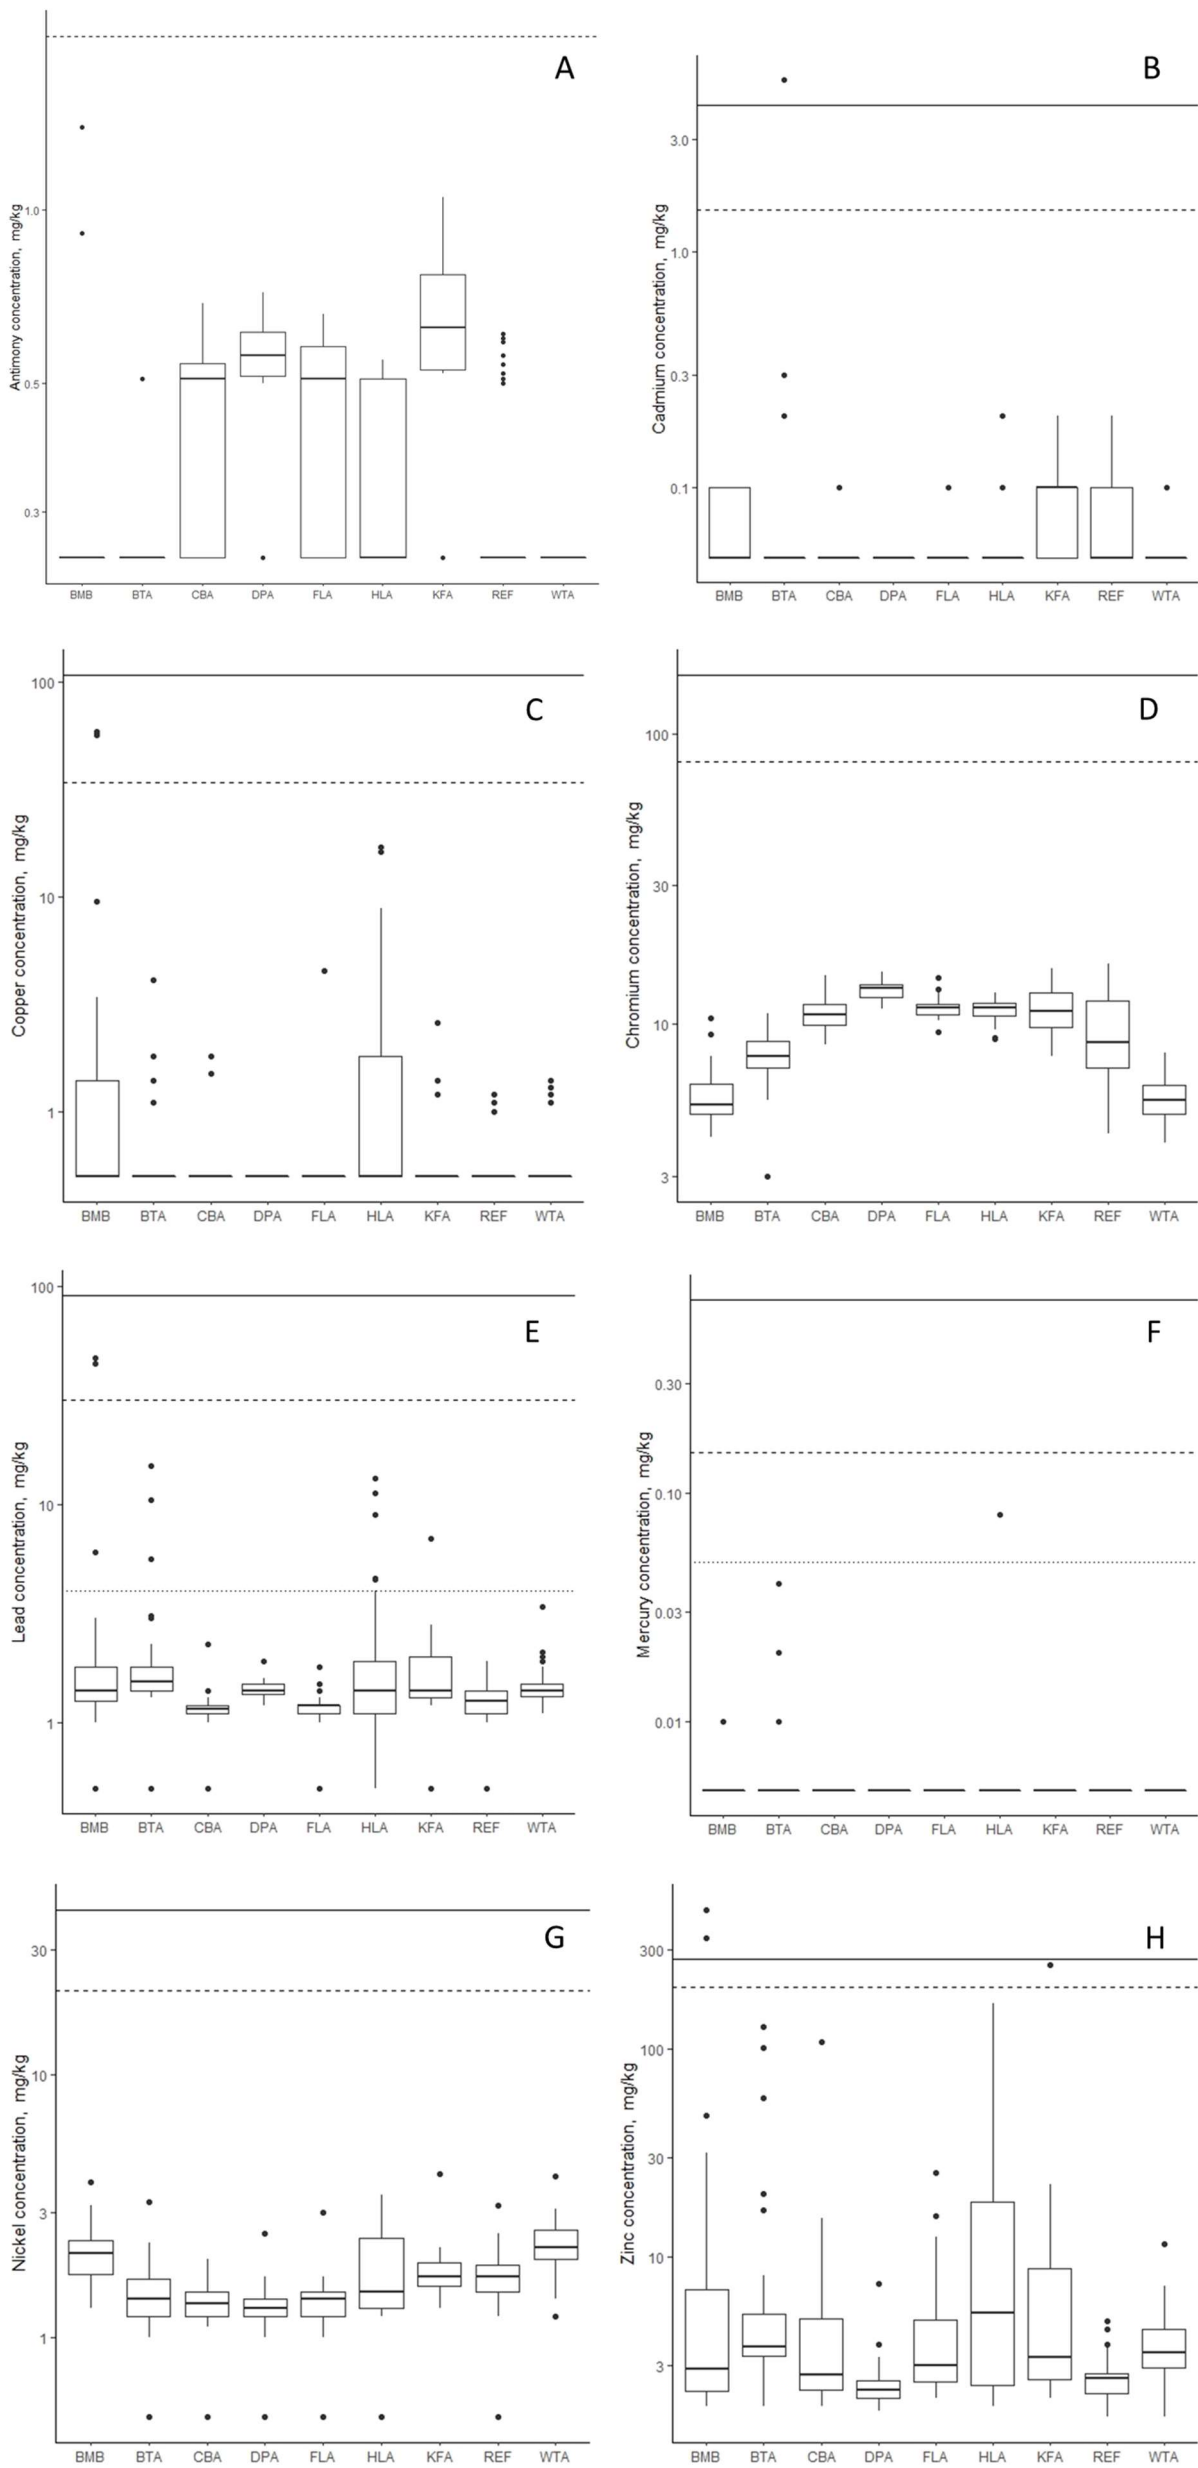 A
Antimony concentration, mg/kg
1.0
0.5
0.3
BMB BTA CBA DPA FLA HLA KFA REF WTA
B
Cadmium concentration, mg/kg
3.0
1.0
0.3
0.1
BMB BTA CBA DPA FLA HLA KFA REF WTA
C
Copper concentration, mg/kg
100
10
1
BMB BTA CBA DPA FLA HLA KFA REF WTA
D
Chromium concentration, mg/kg
100
30
10
3
BMB BTA CBA DPA FLA HLA KFA REF WTA
E
Lead concentration, mg/kg
100
10
1
BMB BTA CBA DPA FLA HLA KFA REF WTA
F
Mercury concentration, mg/kg
0.30
0.10
0.03
0.01
BMB BTA CBA DPA FLA HLA KFA REF WTA
G
Nickel concentration, mg/kg
30
10
3
1
BMB BTA CBA DPA FLA HLA KFA REF WTA
H
Zinc concentration, mg/kg
300
100
30
10
3
BMB BTA CBA DPA FLA HLA KFA REF WTA